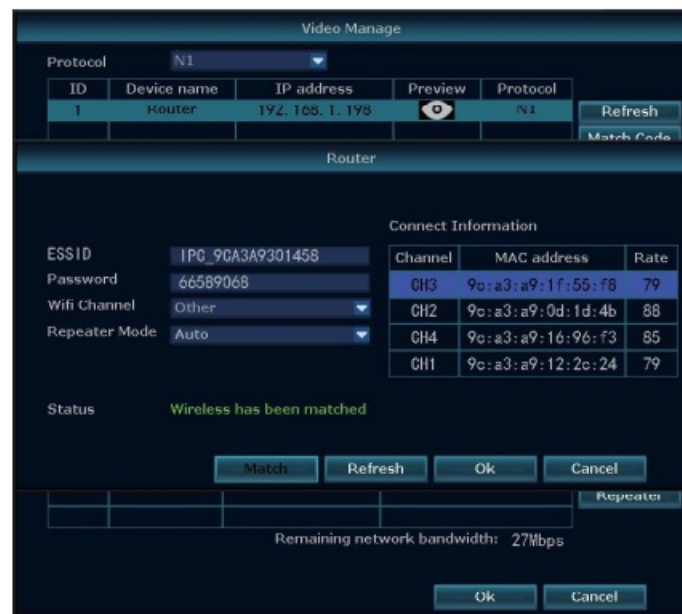 Video Manage
Protocol N1
ID Device name IP address Preview Protocol
1 Router 192.168.1.198 N1 Refresh
Match Code
Router
Connect Information
ESSID IPC_9CA3A9301458 Channel MAC address Rate
Password 66589068 CH3 9c:a3:a9:1f:55:f8 79
Wifi Channel Other CH2 9c:a3:a9:0d:1d:4b 88
Repeater Mode Auto CH4 9c:a3:a9:16:96:f3 85
CH1 9c:a3:a9:12:2c:24 79
Status Wireless has been matched
Match Refresh Ok Cancel
Repeater
Remaining network bandwidth: 27Mbps
Ok Cancel